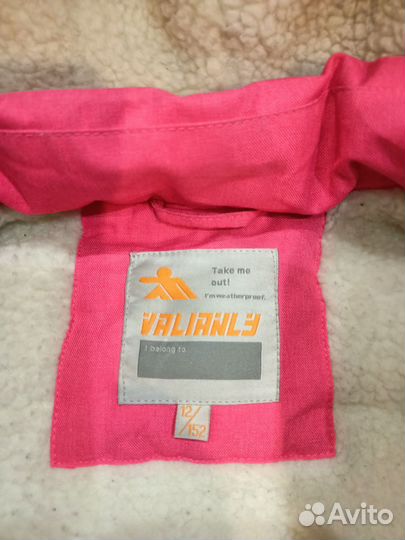 Take me
out!
I'm weatherproof.
VALIANLY
I belong to
12/
152
Avito